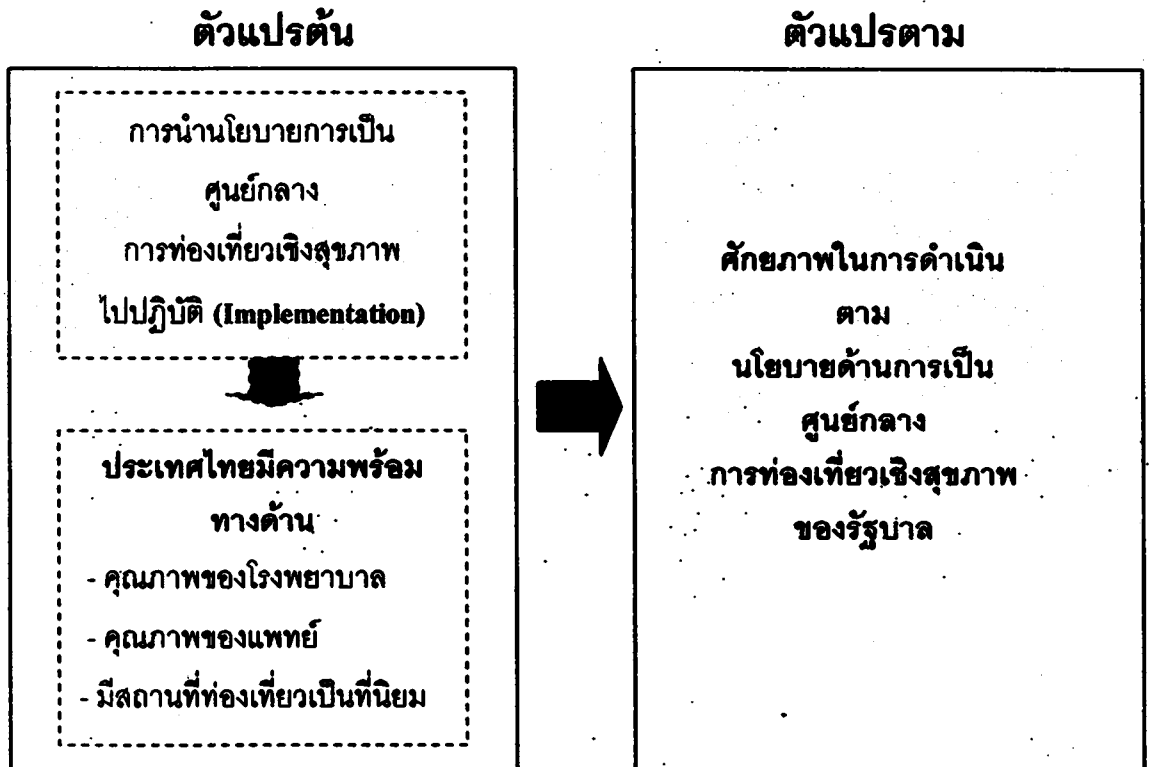 ตัวแปรต้น
การนำนโยบายการเป็น
ศูนย์กลาง
การท่องเที่ยวเชิงสุขภาพ
ไปปฏิบัติ (Implementation)
ประเทศไทยมีความพร้อม
ทางด้าน
- คุณภาพของโรงพยาบาล
- คุณภาพของแพทย์
- มีสถานที่ท่องเที่ยวเป็นที่นิยม
ตัวแปรตาม
ศักยภาพในการดำเนิน
ตาม
นโยบายด้านการเป็น
ศูนย์กลาง
การท่องเที่ยวเชิงสุขภาพ
ของรัฐบาล